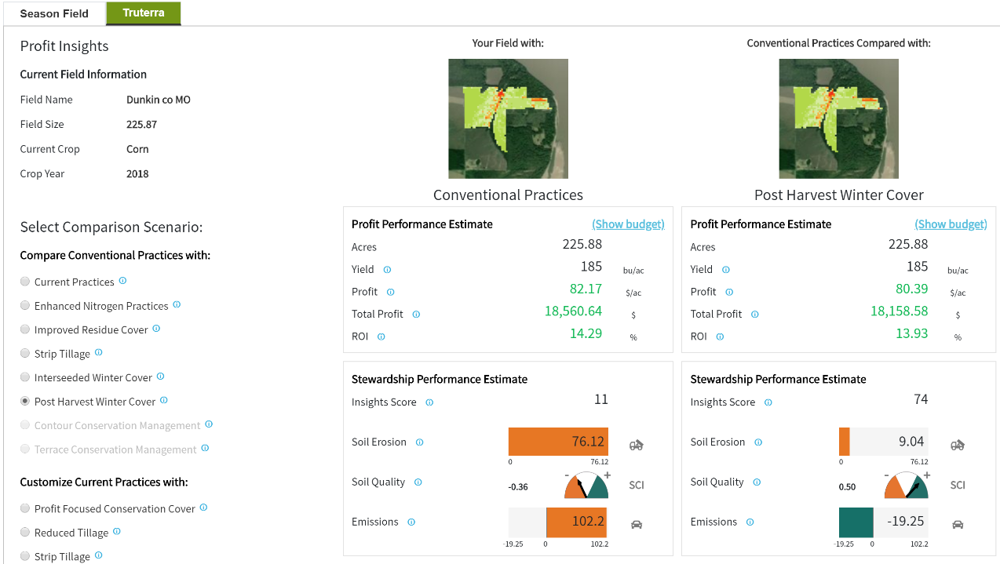 Season Field
Truterra
Profit Insights
Current Field Information
Field Name Dunkin co MO
Field Size 225.87
Current Crop Corn
Crop Year 2018
Select Comparison Scenario:
Compare Conventional Practices with:
Current Practices
Enhanced Nitrogen Practices
Improved Residue Cover
Strip Tillage
Interseeded Winter Cover
Post Harvest Winter Cover
Contour Conservation Management
Terrace Conservation Management
Customize Current Practices with:
Profit Focused Conservation Cover
Reduced Tillage
Strip Tillage
Your Field with:
Conventional Practices
Profit Performance Estimate (Show budget)
Acres 225.88
Yield 185 bu/ac
Profit 82.17 $/ac
Total Profit 18,560.64 $
ROI 14.29 %
Stewardship Performance Estimate
Insights Score 11
Soil Erosion 76.12
0 76.12
Soil Quality -0.36 - + SCI
Emissions 102.2
-19.25 0 102.2
Conventional Practices Compared with:
Post Harvest Winter Cover
Profit Performance Estimate (Show budget)
Acres 225.88
Yield 185 bu/ac
Profit 80.39 $/ac
Total Profit 18,158.58 $
ROI 13.93 %
Stewardship Performance Estimate
Insights Score 74
Soil Erosion 9.04
0 76.12
Soil Quality 0.50 - + SCI
Emissions -19.25
-19.25 0 102.2